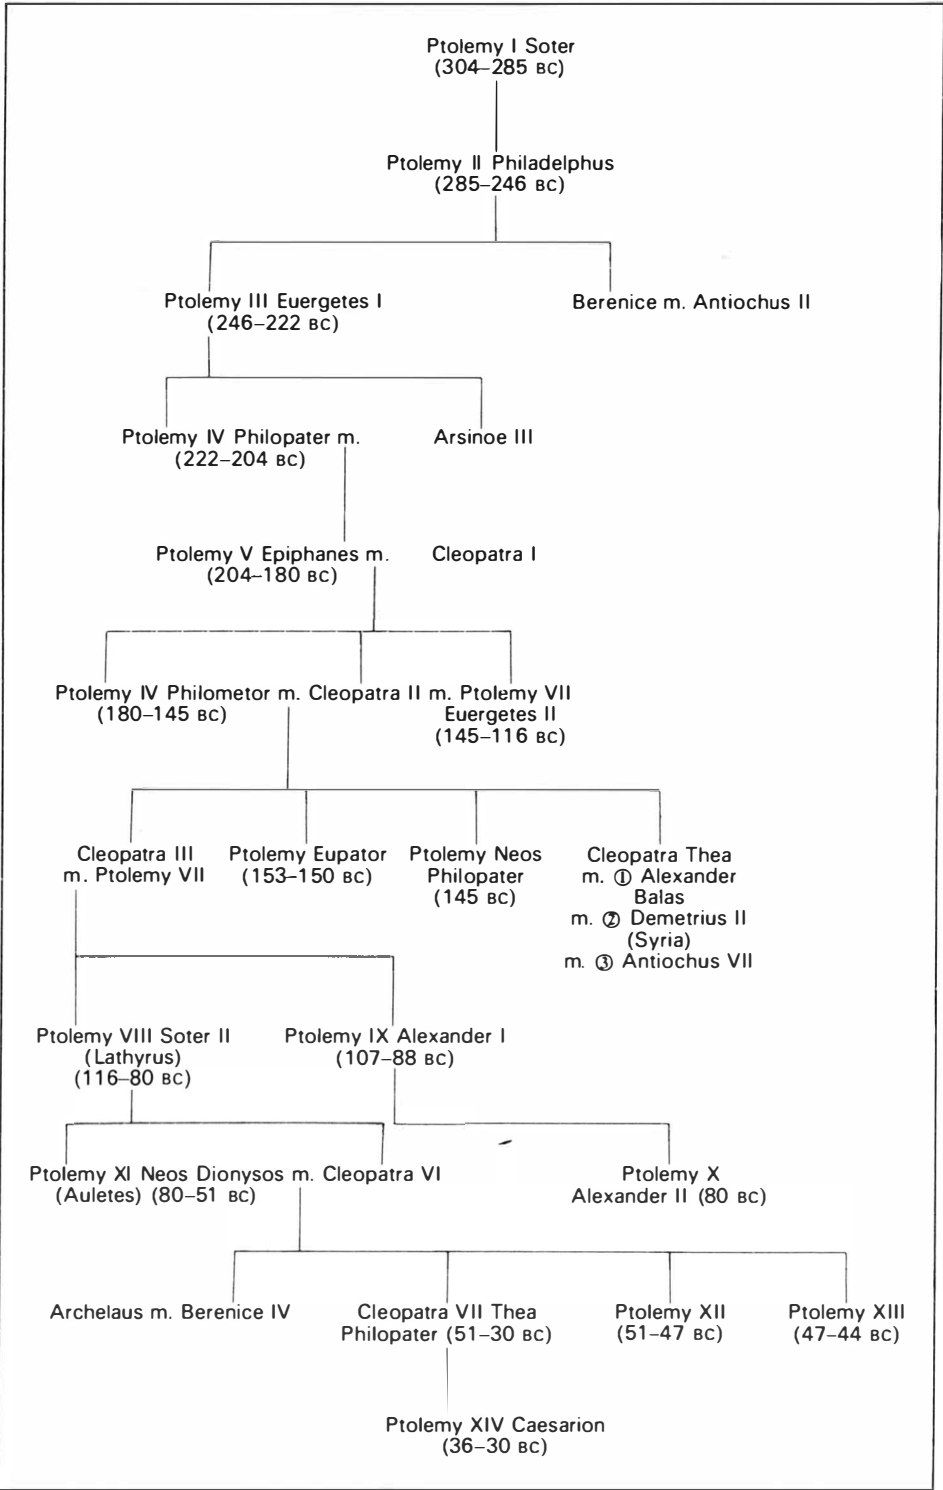 Ptolemy I Soter
(304–285 BC)
Ptolemy II Philadelphus
(285–246 BC)
Ptolemy III Euergetes I
(246–222 BC)
Berenice m. Antiochus II
Ptolemy IV Philopater m.
(222–204 BC)
Arsinoe III
Ptolemy V Epiphanes m.
(204–180 BC)
Cleopatra I
Ptolemy IV Philometor m. Cleopatra II m. Ptolemy VII
(180–145 BC)
Euergetes II
(145–116 BC)
Cleopatra III
m. Ptolemy VII
Ptolemy Eupator
(153–150 BC)
Ptolemy Neos
Philopater
(145 BC)
Cleopatra Thea
m. ① Alexander
Balas
m. ② Demetrius II
(Syria)
m. ③ Antiochus VII
Ptolemy VIII Soter II
(Lathyrus)
(116–80 BC)
Ptolemy IX Alexander I
(107–88 BC)
Ptolemy XI Neos Dionysos m. Cleopatra VI
(Auletes) (80–51 BC)
Ptolemy X
Alexander II (80 BC)
Archelaus m. Berenice IV
Cleopatra VII Thea
Philopater (51–30 BC)
Ptolemy XII
(51–47 BC)
Ptolemy XIII
(47–44 BC)
Ptolemy XIV Caesarion
(36–30 BC)